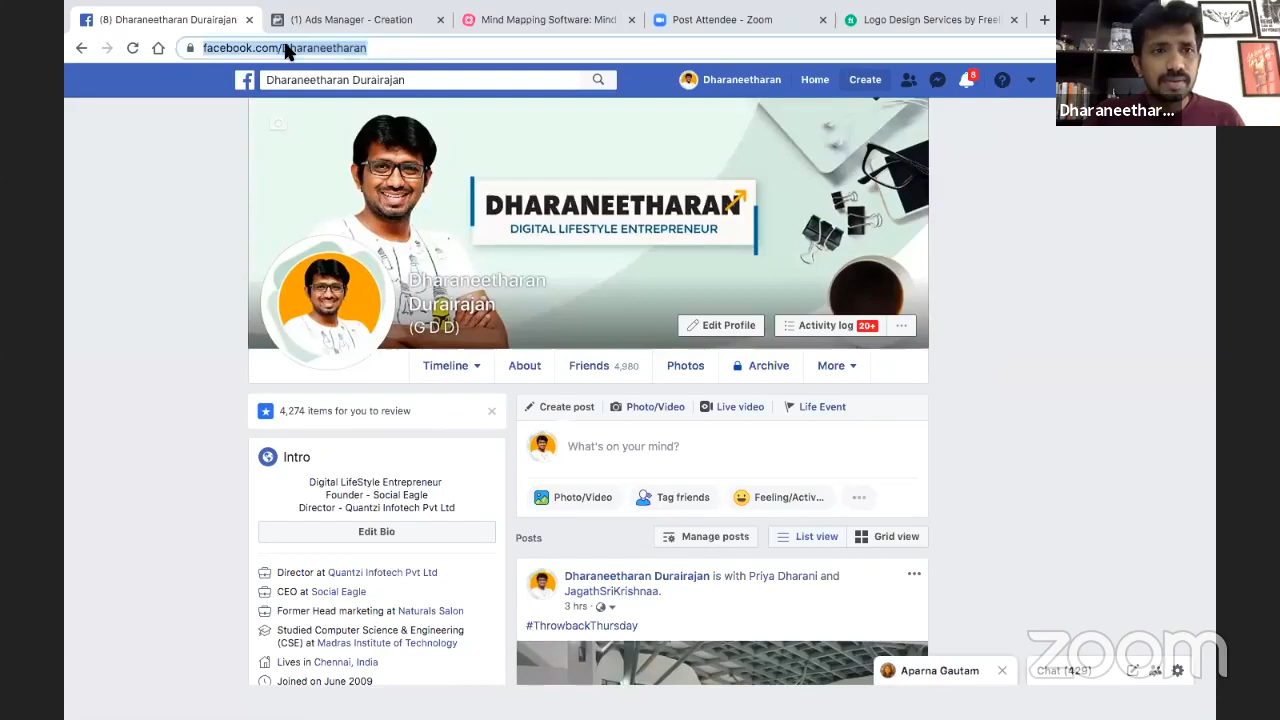 (8) Dharaneetharan Durairajan
(1) Ads Manager - Creation
Mind Mapping Software: Mind
Post Attendee - Zoom
Logo Design Services by Freel
facebook.com/Dharaneetharan
Dharaneetharan Durairajan
Dharaneetharan
Home
Create
8
Dharaneethar...
DHARANEETHARAN
DIGITAL LIFESTYLE ENTREPRENEUR
Dharaneetharan
Durairajan
(G D D)
Edit Profile
Activity log 20+
Timeline
About
Friends 4,980
Photos
Archive
More
4,274 items for you to review
Create post
Photo/Video
Live video
Life Event
What's on your mind?
Intro
Digital LifeStyle Entrepreneur
Founder - Social Eagle
Director - Quantzi Infotech Pvt Ltd
Edit Bio
Photo/Video
Tag friends
Feeling/Activ...
Posts
Manage posts
List view
Grid view
Director at Quantzi Infotech Pvt Ltd
CEO at Social Eagle
Former Head marketing at Naturals Salon
Studied Computer Science & Engineering
(CSE) at Madras Institute of Technology
Lives in Chennai, India
Joined on June 2009
Dharaneetharan Durairajan is with Priya Dharani and
JagathSriKrishnaa.
3 hrs
#ThrowbackThursday
Aparna Gautam
Chat (429)
zoom